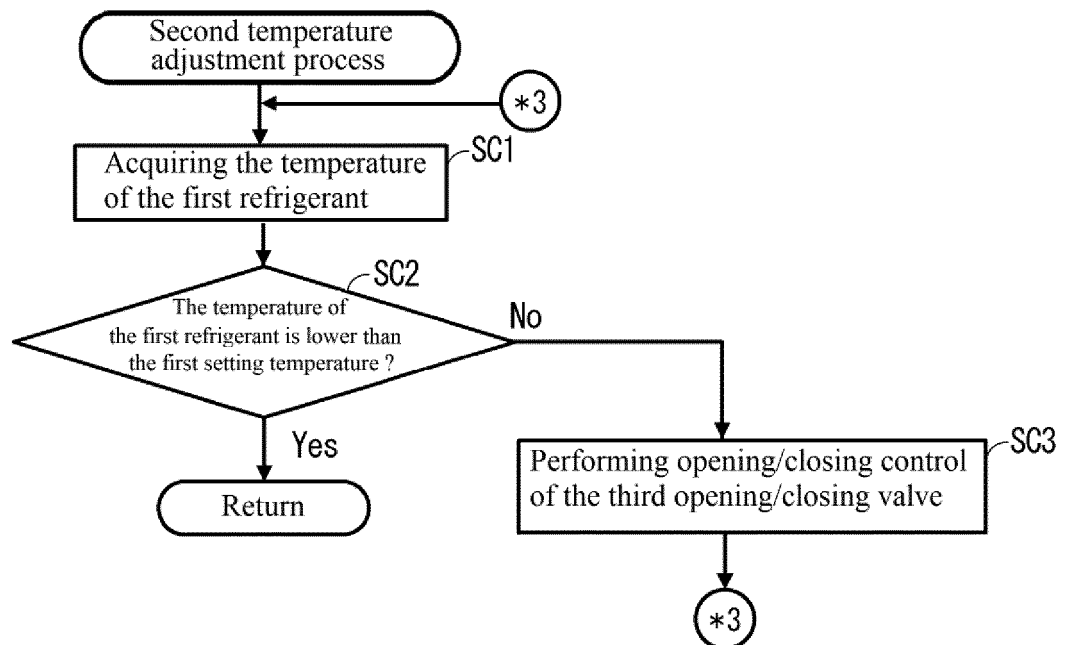 Second temperature
adjustment process
*3
SC1
Acquiring the temperature
of the first refrigerant
SC2
The temperature of
the first refrigerant is lower than
the first setting temperature ?
No
Yes
Return
SC3
Performing opening/closing control
of the third opening/closing valve
*3